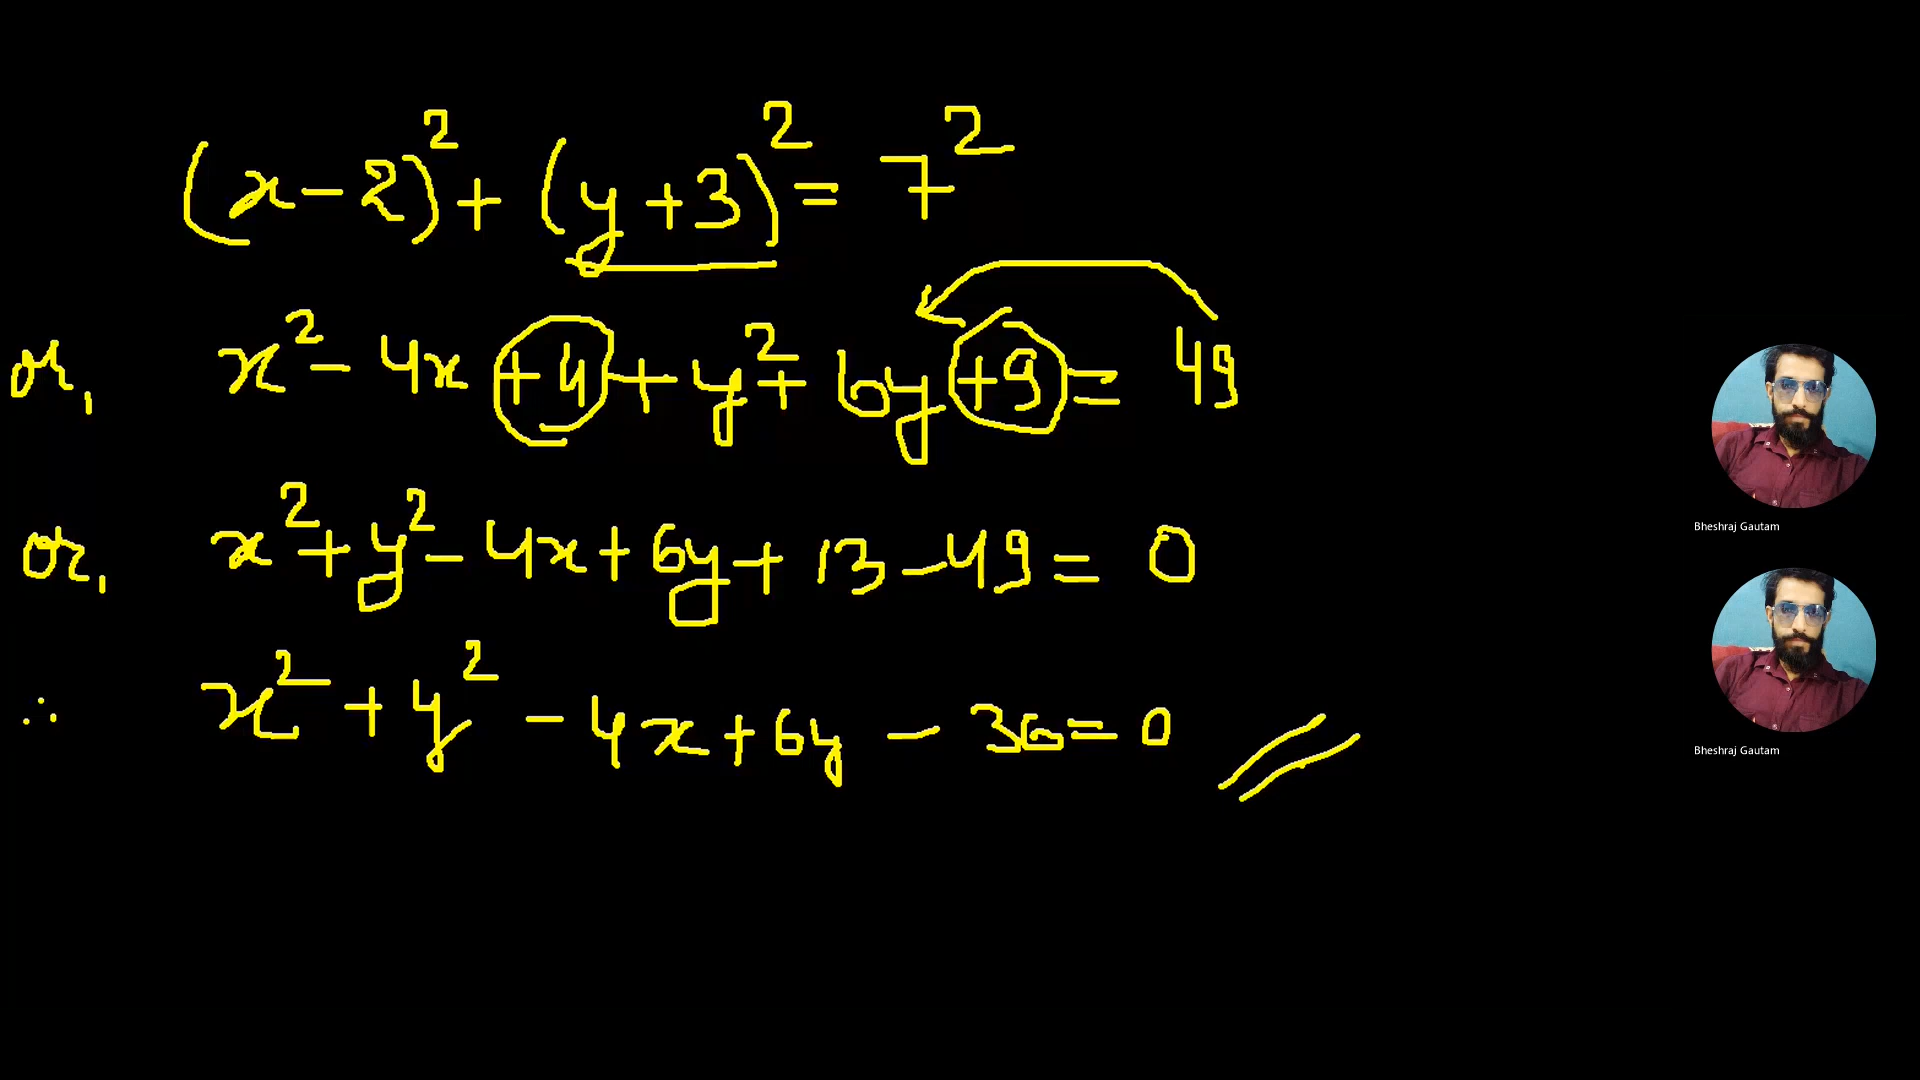 (x-2)² + (y+3)² = 7²
or, x² - 4x + 4 + y² + 6y + 9 = 49
or, x² + y² - 4x + 6y + 13 - 49 = 0
∴ x² + y² - 4x + 6y - 36 = 0
Bheshraj Gautam
Bheshraj Gautam